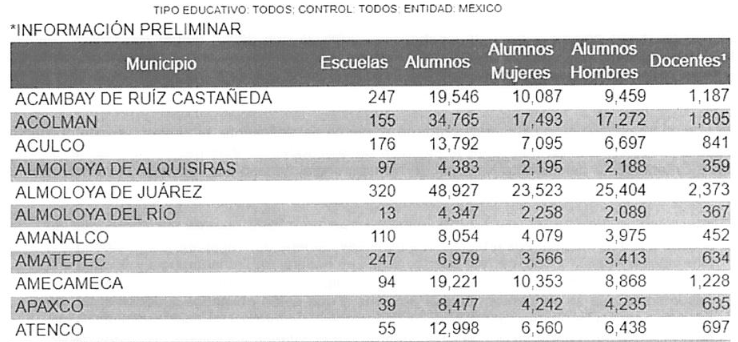 TIPO EDUCATIVO: TODOS; CONTROL: TODOS; ENTIDAD: MÉXICO
*INFORMACIÓN PRELIMINAR
Municipio Escuelas Alumnos Alumnos Mujeres Alumnos Hombres Docentes¹
ACAMBAY DE RUÍZ CASTAÑEDA 247 19,546 10,087 9,459 1,187
ACOLMAN 155 34,765 17,493 17,272 1,805
ACULCO 176 13,792 7,095 6,697 841
ALMOLOYA DE ALQUISIRAS 97 4,383 2,195 2,188 359
ALMOLOYA DE JUÁREZ 320 48,927 23,523 25,404 2,373
ALMOLOYA DEL RÍO 13 4,347 2,258 2,089 367
AMANALCO 110 8,054 4,079 3,975 452
AMATEPEC 247 6,979 3,566 3,413 634
AMECAMECA 94 19,221 10,353 8,868 1,228
APAXCO 39 8,477 4,242 4,235 635
ATENCO 55 12,998 6,560 6,438 697